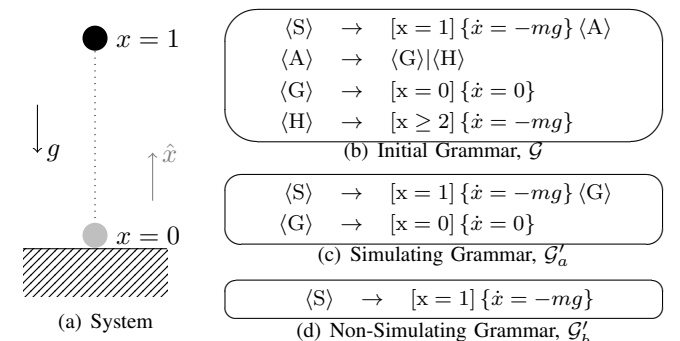 x = 1
g
x̂
x = 0
(a) System
⟨S⟩ → [x = 1] {ẋ = −mg} ⟨A⟩
⟨A⟩ → ⟨G⟩|⟨H⟩
⟨G⟩ → [x = 0] {ẋ = 0}
⟨H⟩ → [x ≥ 2] {ẋ = −mg}
(b) Initial Grammar, 𝒢
⟨S⟩ → [x = 1] {ẋ = −mg} ⟨G⟩
⟨G⟩ → [x = 0] {ẋ = 0}
(c) Simulating Grammar, 𝒢′ₐ
⟨S⟩ → [x = 1] {ẋ = −mg}
(d) Non-Simulating Grammar, 𝒢′_b